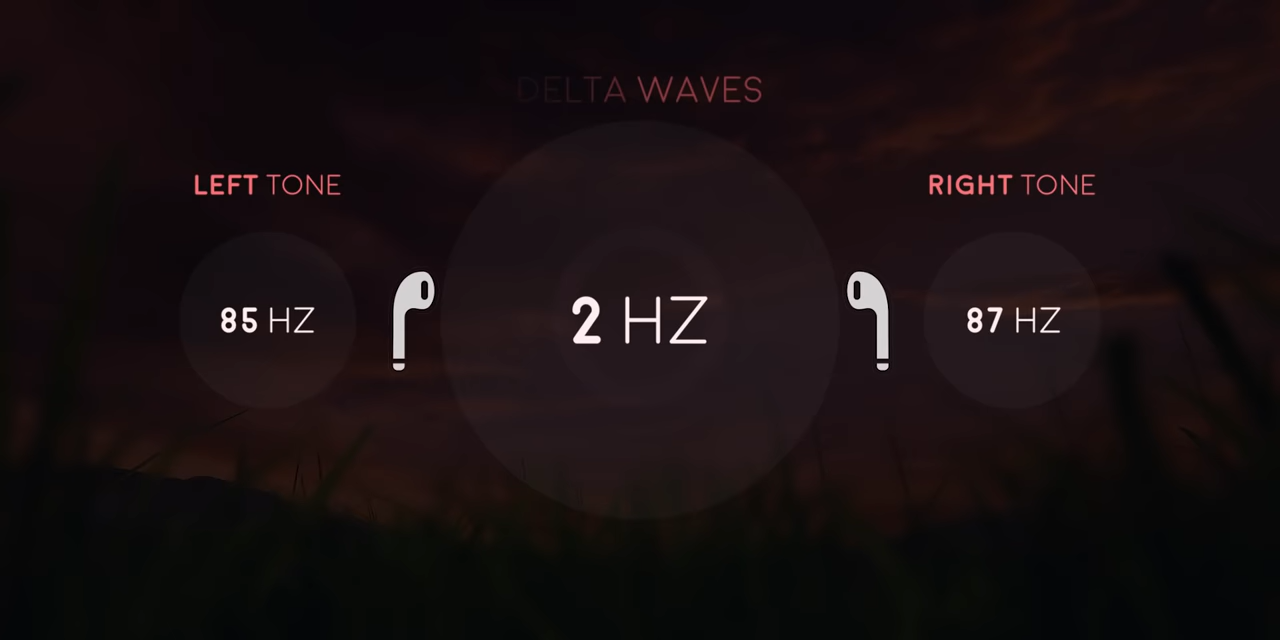 DELTA WAVES
LEFT TONE
RIGHT TONE
85 HZ
2 HZ
87 HZ